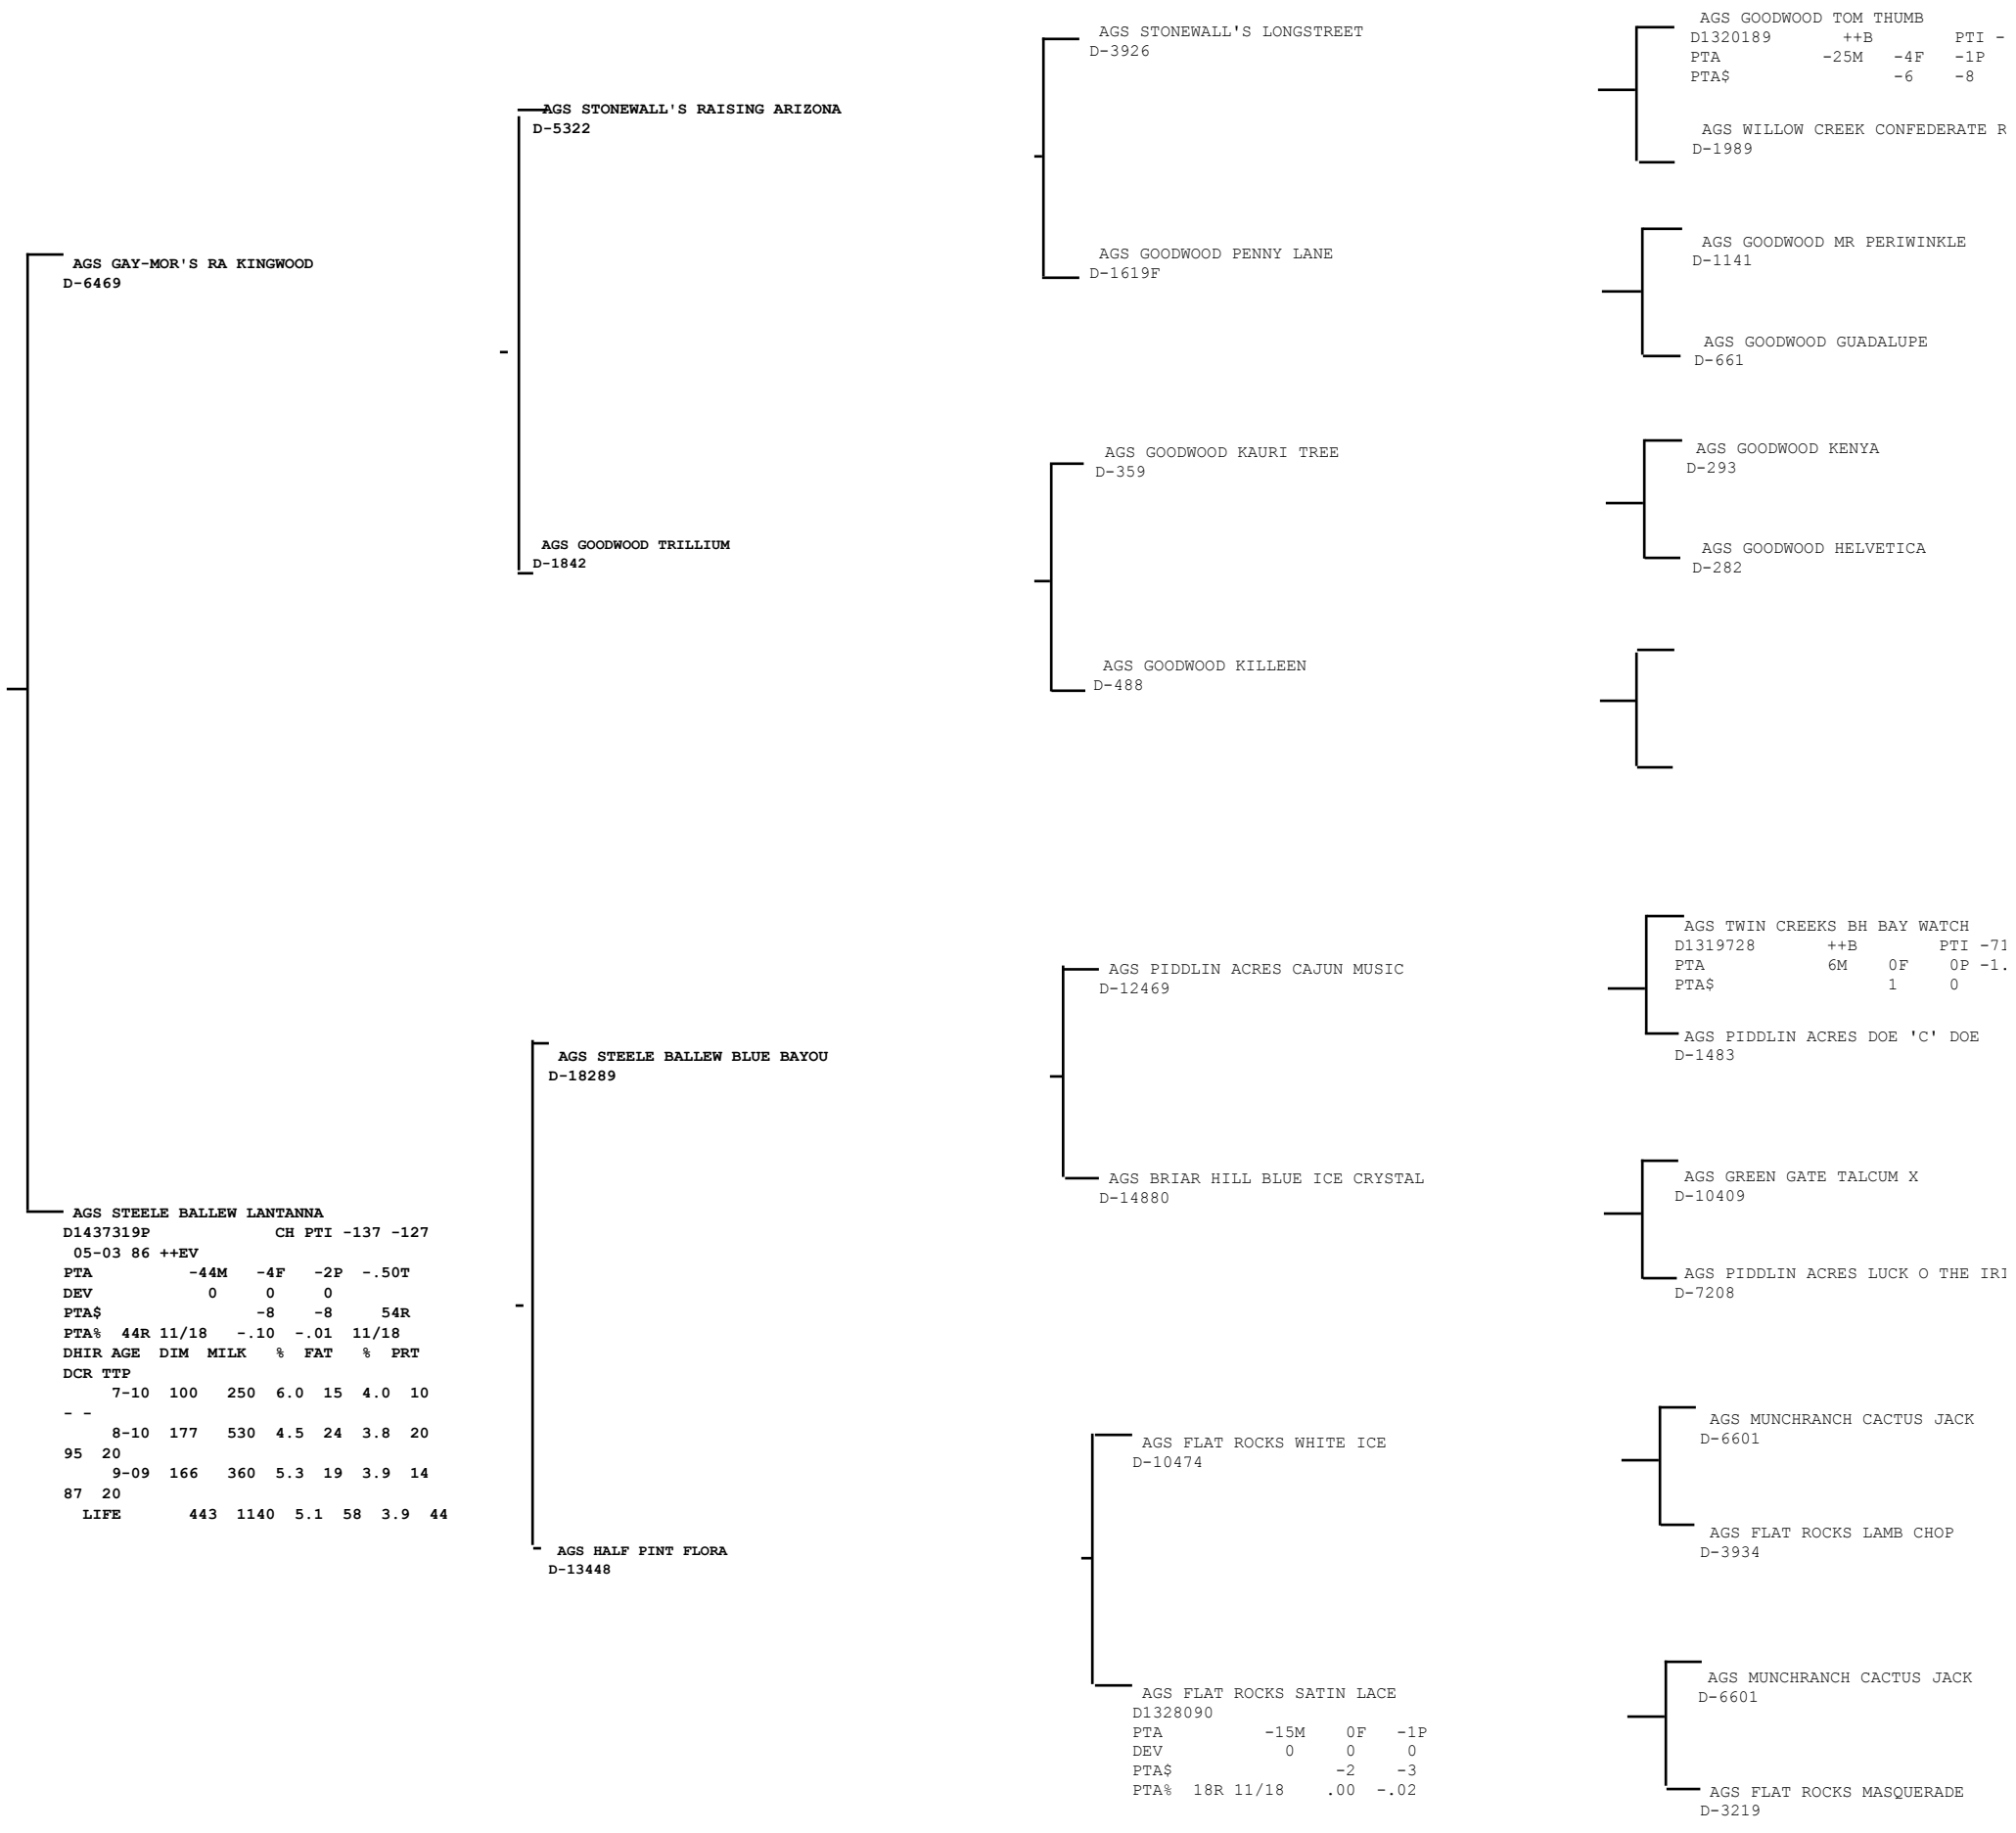 AGS GAY-MOR'S RA KINGWOOD
D-6469
AGS STEELE BALLEW LANTANNA
D1437319P CH PTI -137 -127
05-03 86 ++EV
PTA -44M -4F -2P -.50T
DEV 0 0 0
PTA$ -8 -8 54R
PTA% 44R 11/18 -.10 -.01 11/18
DHIR AGE DIM MILK % FAT % PRT
DCR TTP
7-10 100 250 6.0 15 4.0 10
- -
8-10 177 530 4.5 24 3.8 20
95 20
9-09 166 360 5.3 19 3.9 14
87 20
LIFE 443 1140 5.1 58 3.9 44
AGS STONEWALL'S RAISING ARIZONA
D-5322
AGS GOODWOOD TRILLIUM
D-1842
AGS STEELE BALLEW BLUE BAYOU
D-18289
AGS HALF PINT FLORA
D-13448
AGS STONEWALL'S LONGSTREET
D-3926
AGS GOODWOOD PENNY LANE
D-1619F
AGS GOODWOOD KAURI TREE
D-359
AGS GOODWOOD KILLEEN
D-488
AGS PIDDLIN ACRES CAJUN MUSIC
D-12469
AGS BRIAR HILL BLUE ICE CRYSTAL
D-14880
AGS FLAT ROCKS WHITE ICE
D-10474
AGS FLAT ROCKS SATIN LACE
D1328090
PTA -15M 0F -1P
DEV 0 0 0
PTA$ -2 -3
PTA% 18R 11/18 .00 -.02
AGS GOODWOOD TOM THUMB
D1320189 ++B PTI -
PTA -25M -4F -1P
PTA$ -6 -8
AGS WILLOW CREEK CONFEDERATE R
D-1989
AGS GOODWOOD MR PERIWINKLE
D-1141
AGS GOODWOOD GUADALUPE
D-661
AGS GOODWOOD KENYA
D-293
AGS GOODWOOD HELVETICA
D-282
AGS TWIN CREEKS BH BAY WATCH
D1319728 ++B PTI -71
PTA 6M 0F 0P -1.
PTA$ 1 0
AGS PIDDLIN ACRES DOE 'C' DOE
D-1483
AGS GREEN GATE TALCUM X
D-10409
AGS PIDDLIN ACRES LUCK O THE IRI
D-7208
AGS MUNCHRANCH CACTUS JACK
D-6601
AGS FLAT ROCKS LAMB CHOP
D-3934
AGS MUNCHRANCH CACTUS JACK
D-6601
AGS FLAT ROCKS MASQUERADE
D-3219